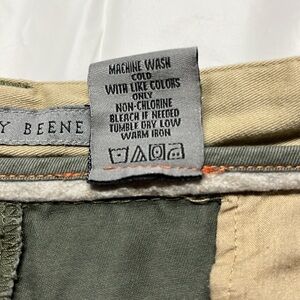 MACHINE WASH
COLD
WITH LIKE COLORS
ONLY
NON-CHLORINE
BLEACH IF NEEDED
TUMBLE DRY LOW
WARM IRON
Y BEENE